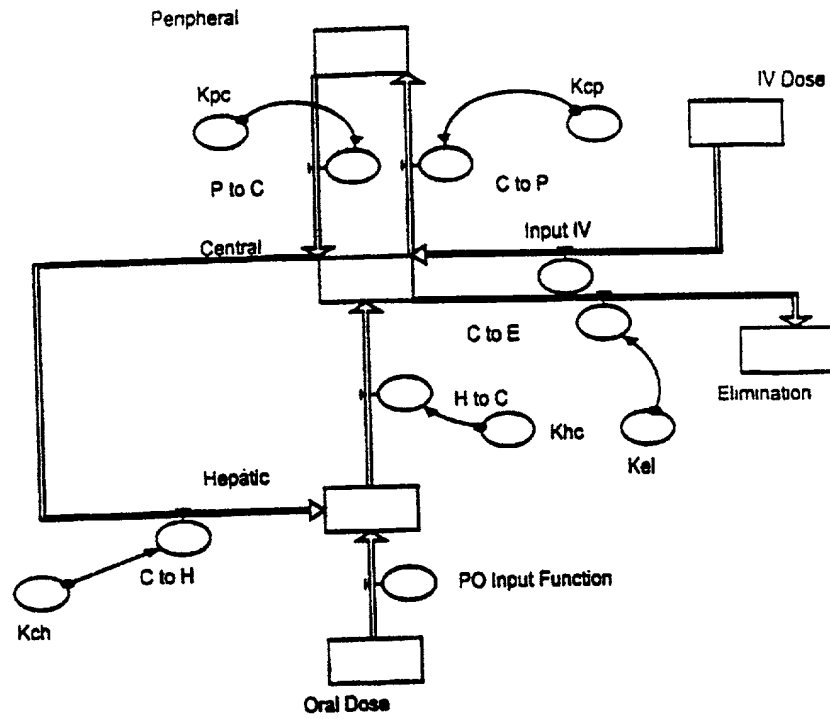 Penpheral
Kpc
Kcp
IV Dose
P to C
C to P
Input IV
Central
C to E
Elimination
H to C
Khc
Kel
Hepatic
C to H
PO Input Function
Kch
Oral Dose